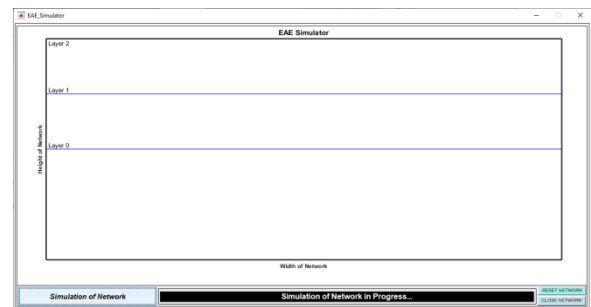 EAE_Simulator
EAE Simulator
Layer 2
Layer 1
Layer 0
Height of Network
Width of Network
Simulation of Network
Simulation of Network in Progress...
RESET NETWORK
CLOSE NETWORK